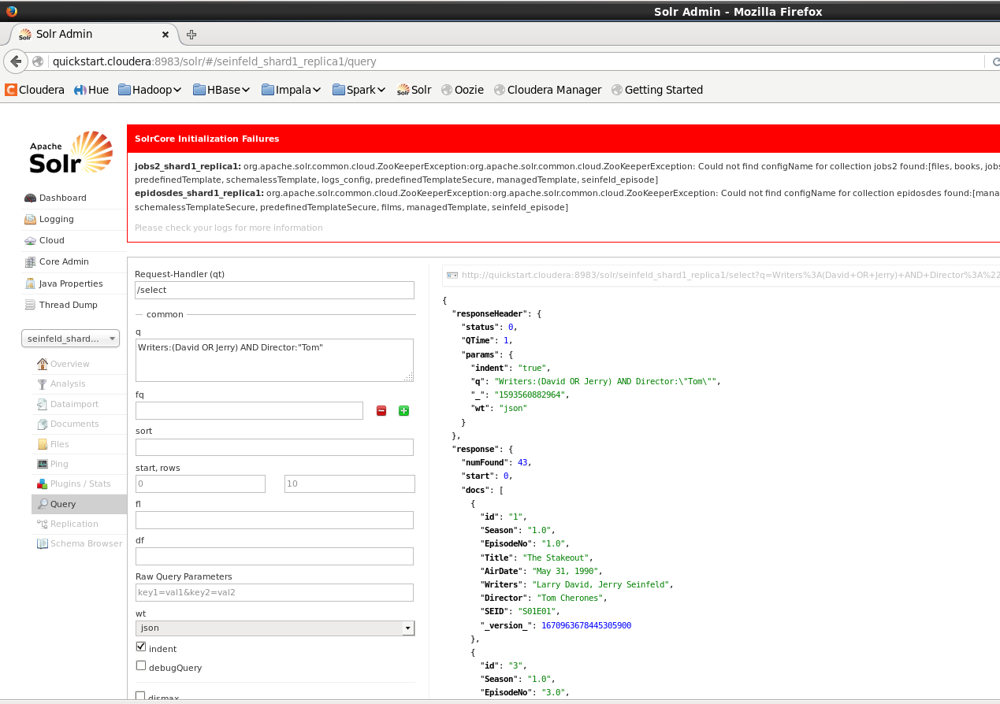 Solr Admin - Mozilla Firefox
Solr Admin
quickstart.cloudera:8983/solr/#/seinfeld_shard1_replica1/query
Cloudera Hue Hadoop HBase Impala Spark Solr Oozie Cloudera Manager Getting Started
Apache
Solr
Dashboard
Logging
Cloud
Core Admin
Java Properties
Thread Dump
seinfeld_shard...
Overview
Analysis
Dataimport
Documents
Files
Ping
Plugins / Stats
Query
Replication
Schema Browser
SolrCore Initialization Failures
jobs2_shard1_replica1: org.apache.solr.common.cloud.ZooKeeperException:org.apache.solr.common.cloud.ZooKeeperException: Could not find configName for collection jobs2 found:[files, books, jobs
predefinedTemplate, schemalessTemplate, logs_config, predefinedTemplateSecure, managedTemplate, seinfeld_episode]
epidosdes_shard1_replica1: org.apache.solr.common.cloud.ZooKeeperException:org.apache.solr.common.cloud.ZooKeeperException: Could not find configName for collection epidosdes found:[mana
schemalessTemplateSecure, predefinedTemplateSecure, films, managedTemplate, seinfeld_episode]
Please check your logs for more information
Request-Handler (qt)
/select
common
q
Writers:(David OR Jerry) AND Director:"Tom"
fq
sort
start, rows
0 10
fl
df
Raw Query Parameters
key1=val1&key2=val2
wt
json
indent
debugQuery
dismax
http://quickstart.cloudera:8983/solr/seinfeld_shard1_replica1/select?q=Writers%3A(David+OR+Jerry)+AND+Director%3A%22
{
"responseHeader": {
"status": 0,
"QTime": 1,
"params": {
"indent": "true",
"q": "Writers:(David OR Jerry) AND Director:\"Tom\"",
"_": "1593560882964",
"wt": "json"
}
},
"response": {
"numFound": 43,
"start": 0,
"docs": [
{
"id": "1",
"Season": "1.0",
"EpisodeNo": "1.0",
"Title": "The Stakeout",
"AirDate": "May 31, 1990",
"Writers": "Larry David, Jerry Seinfeld",
"Director": "Tom Cherones",
"SEID": "S01E01",
"_version_": 1670963678445305900
},
{
"id": "3",
"Season": "1.0",
"EpisodeNo": "3.0",